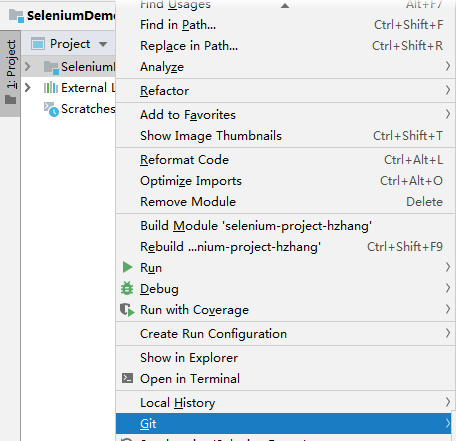 SeleniumDemo
Find Usages Alt+F7
Find in Path... Ctrl+Shift+F
Replace in Path... Ctrl+Shift+R
Project
Analyze
1: Project
Selenium
Refactor
External L
Add to Favorites
Scratches
Show Image Thumbnails Ctrl+Shift+T
Reformat Code Ctrl+Alt+L
Optimize Imports Ctrl+Alt+O
Remove Module Delete
Build Module 'selenium-project-hzhang'
Rebuild ...nium-project-hzhang' Ctrl+Shift+F9
Run
Debug
Run with Coverage
Create Run Configuration
Show in Explorer
Open in Terminal
Local History
Git